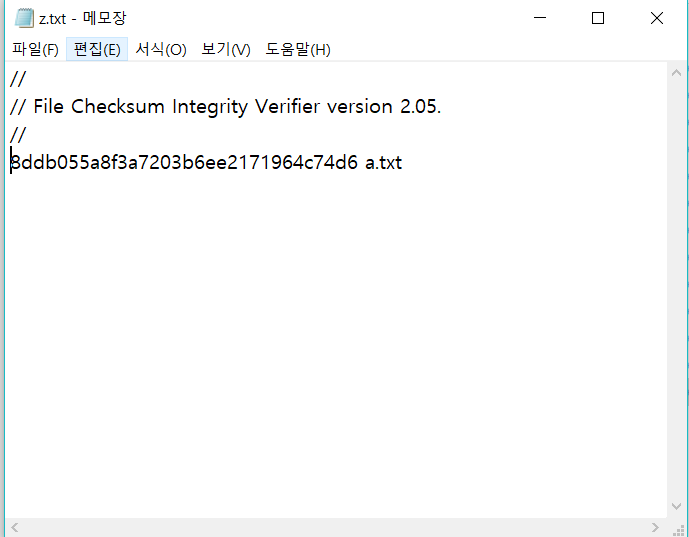 z.txt - 메모장
파일(F) 편집(E) 서식(O) 보기(V) 도움말(H)
//
// File Checksum Integrity Verifier version 2.05.
//
8ddb055a8f3a7203b6ee2171964c74d6 a.txt